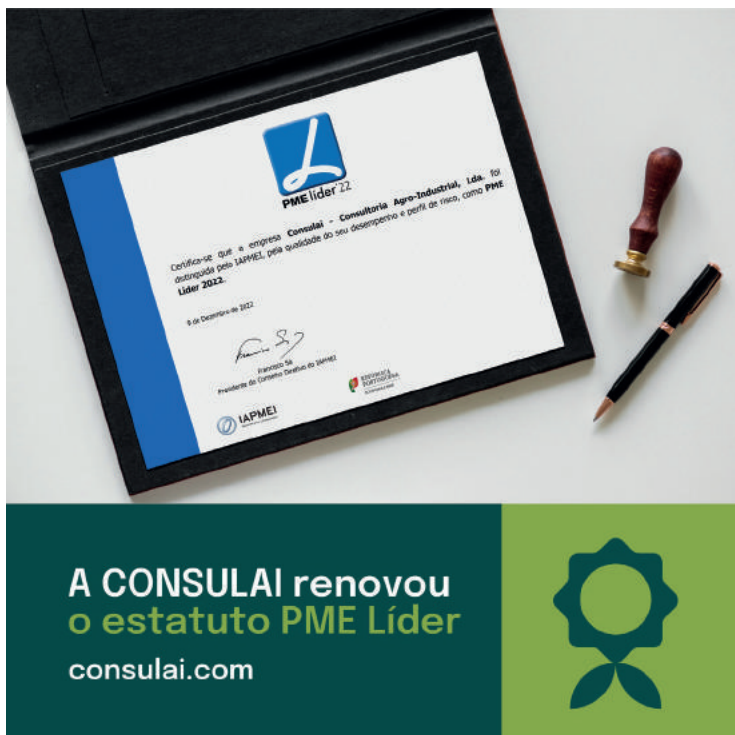 PME líder'22
Certifica-se que a empresa Consulai - Consultoria Agro-Industrial, Lda. foi
distinguida pelo IAPMEI, pela qualidade do seu desempenho e perfil de risco, como PME
Líder 2022.
9 de Dezembro de 2022
Francisco Sá
Presidente do Conselho Diretivo do IAPMEI
IAPMEI
REPÚBLICA
PORTUGUESA
A CONSULAI renovou
o estatuto PME Líder
consulai.com